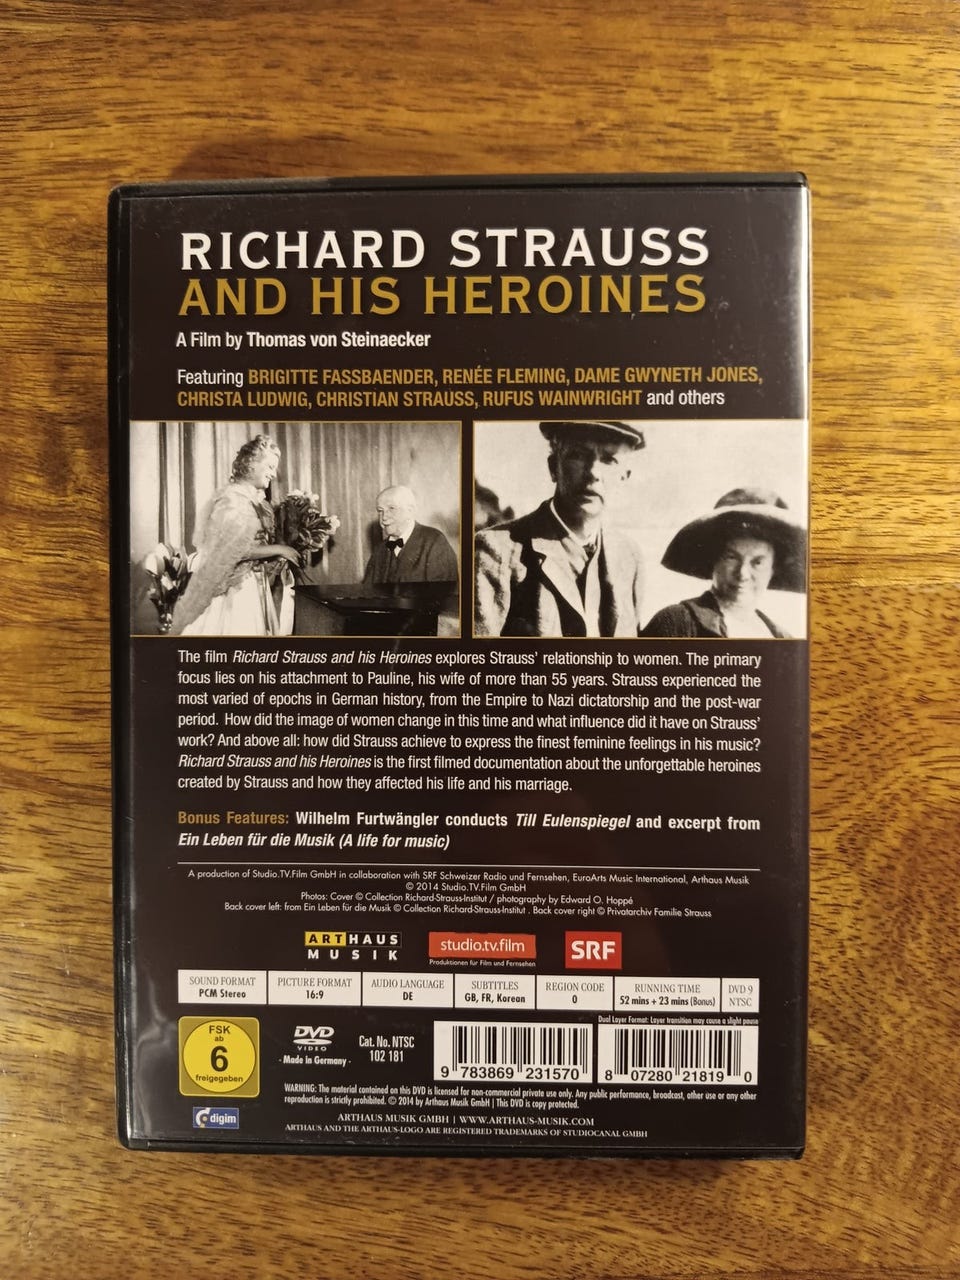 RICHARD STRAUSS
AND HIS HEROINES
A Film by Thomas von Steinaecker
Featuring BRIGITTE FASSBAENDER, RENÉE FLEMING, DAME GWYNETH JONES,
CHRISTA LUDWIG, CHRISTIAN STRAUSS, RUFUS WAINWRIGHT and others
The film Richard Strauss and his Heroines explores Strauss' relationship to women. The primary
focus lies on his attachment to Pauline, his wife of more than 55 years. Strauss experienced the
most varied of epochs in German history, from the Empire to Nazi dictatorship and the post-war
period. How did the image of women change in this time and what influence did it have on Strauss'
work? And above all: how did Strauss achieve to express the finest feminine feelings in his music?
Richard Strauss and his Heroines is the first filmed documentation about the unforgettable heroines
created by Strauss and how they affected his life and his marriage.
Bonus Features: Wilhelm Furtwängler conducts Till Eulenspiegel and excerpt from
Ein Leben für die Musik (A life for music)
A production of Studio.TV.Film GmbH in collaboration with SRF Schweizer Radio und Fernsehen, EuroArts Music International, Arthaus Musik
© 2014 Studio.TV.Film GmbH
Photos: Cover © Collection Richard-Strauss-Institut / photography by Edward O. Hoppé
Back cover left: from Ein Leben für die Musik © Collection Richard-Strauss-Institut . Back cover right © Privatarchiv Familie Strauss
ARTHAUS
MUSIK
studio.tv.film
Produktionen für Film und Fernsehen
SRF
SOUND FORMAT
PCM Stereo
PICTURE FORMAT
16:9
AUDIO LANGUAGE
DE
SUBTITLES
GB, FR, Korean
REGION CODE
0
RUNNING TIME
52 mins + 23 mins (Bonus)
DVD 9
NTSC
Dual Layer Format: Layer transition may cause a slight pause
FSK
ab
6
freigegeben
DVD
VIDEO
- Made in Germany -
Cat. No. NTSC
102 181
9 783869 231570
8 07280 21819 0
WARNING: The material contained on this DVD is licensed for non-commercial private use only. Any public performance, broadcast, other use or any other
reproduction is strictly prohibited. © 2014 by Arthaus Musik GmbH | This DVD is copy protected.
digim
ARTHAUS MUSIK GMBH | WWW.ARTHAUS-MUSIK.COM
ARTHAUS AND THE ARTHAUS-LOGO ARE REGISTERED TRADEMARKS OF STUDIOCANAL GMBH